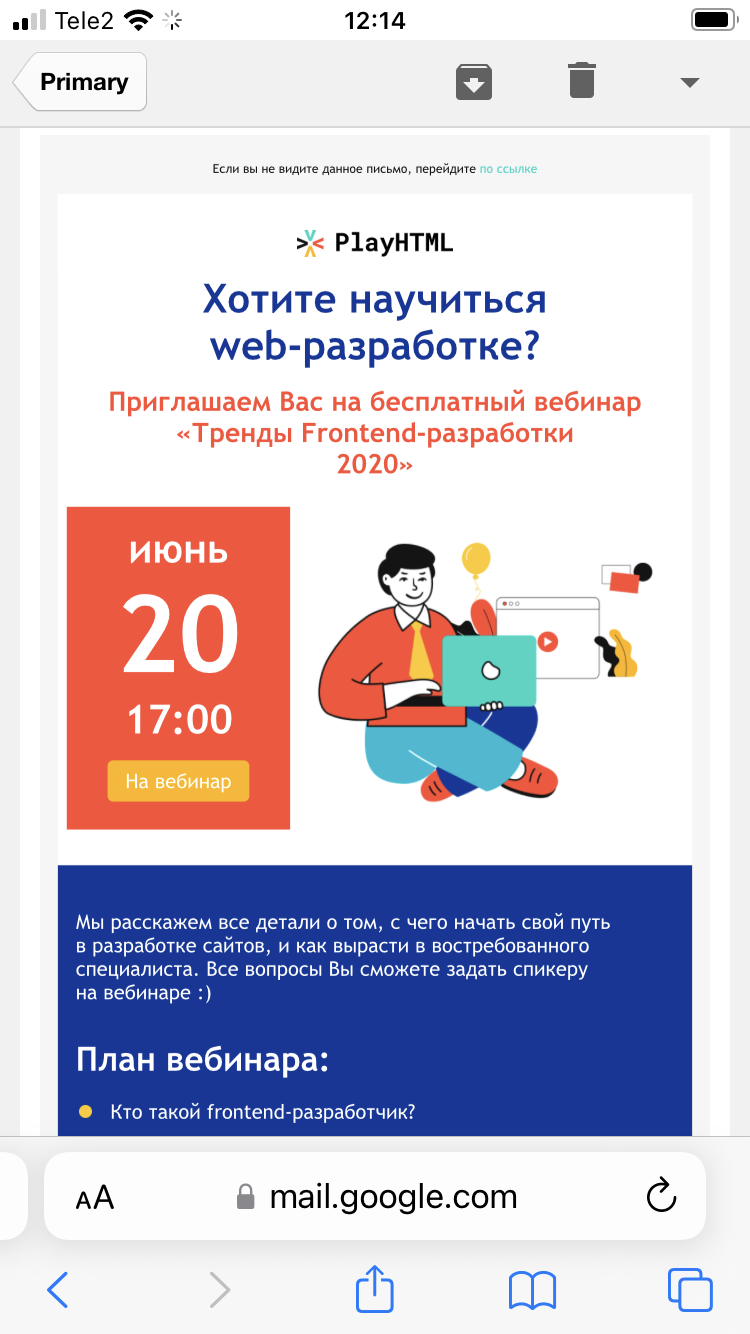 Tele2
12:14
Primary
Если вы не видите данное письмо, перейдите по ссылке
PlayHTML
Хотите научиться
web-разработке?
Приглашаем Вас на бесплатный вебинар
«Тренды Frontend-разработки
2020»
ИЮНЬ
20
17:00
На вебинар
Мы расскажем все детали о том, с чего начать свой путь
в разработке сайтов, и как вырасти в востребованного
специалиста. Все вопросы Вы сможете задать спикеру
на вебинаре :)
План вебинара:
Кто такой frontend-разработчик?
AA
mail.google.com